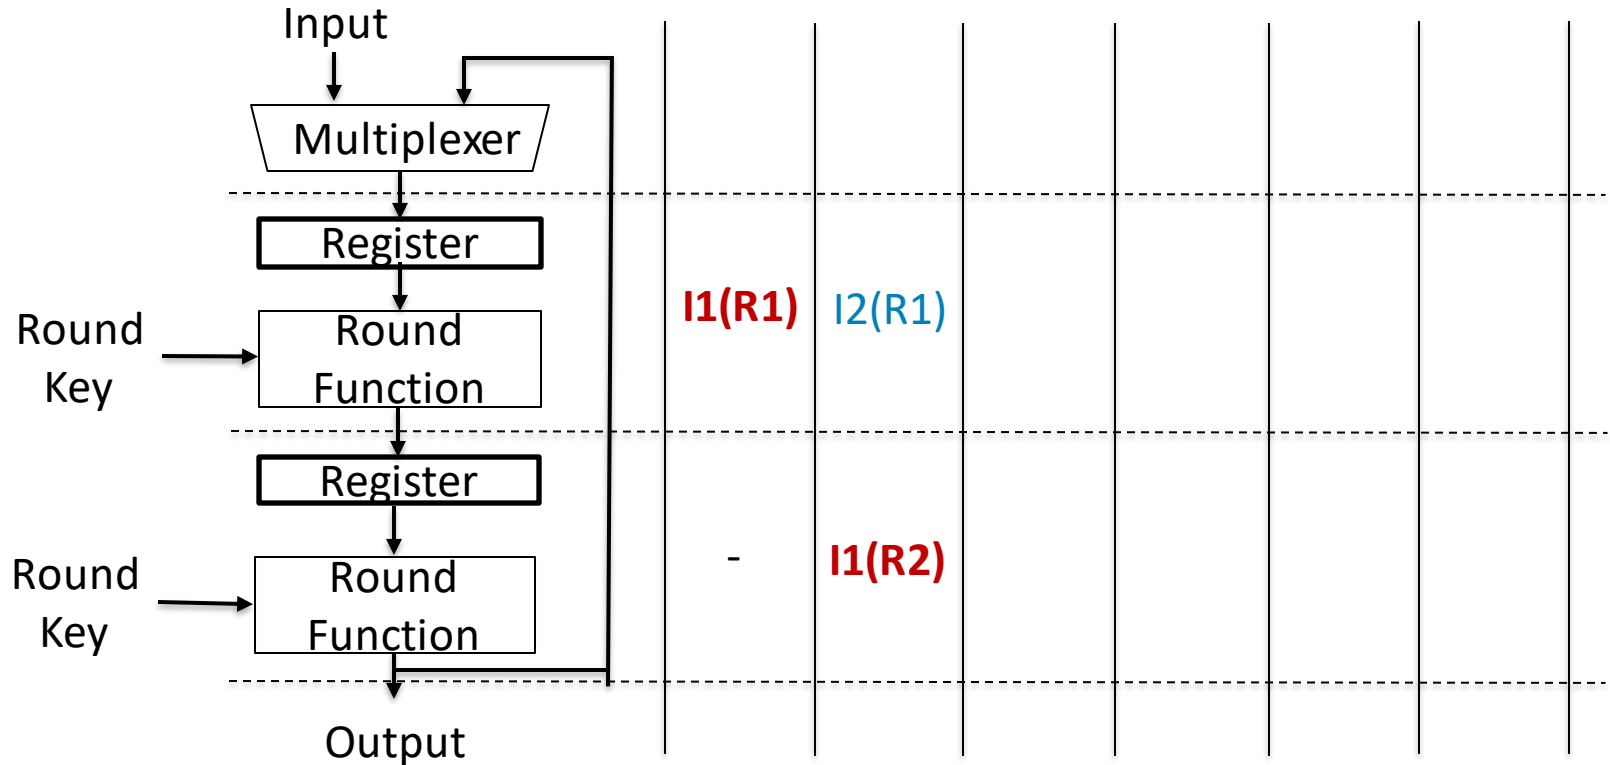 Input
Multiplexer
Register
Round
Key
Round
Function
I1(R1)
I2(R1)
Register
Round
Key
Round
Function
-
I1(R2)
Output